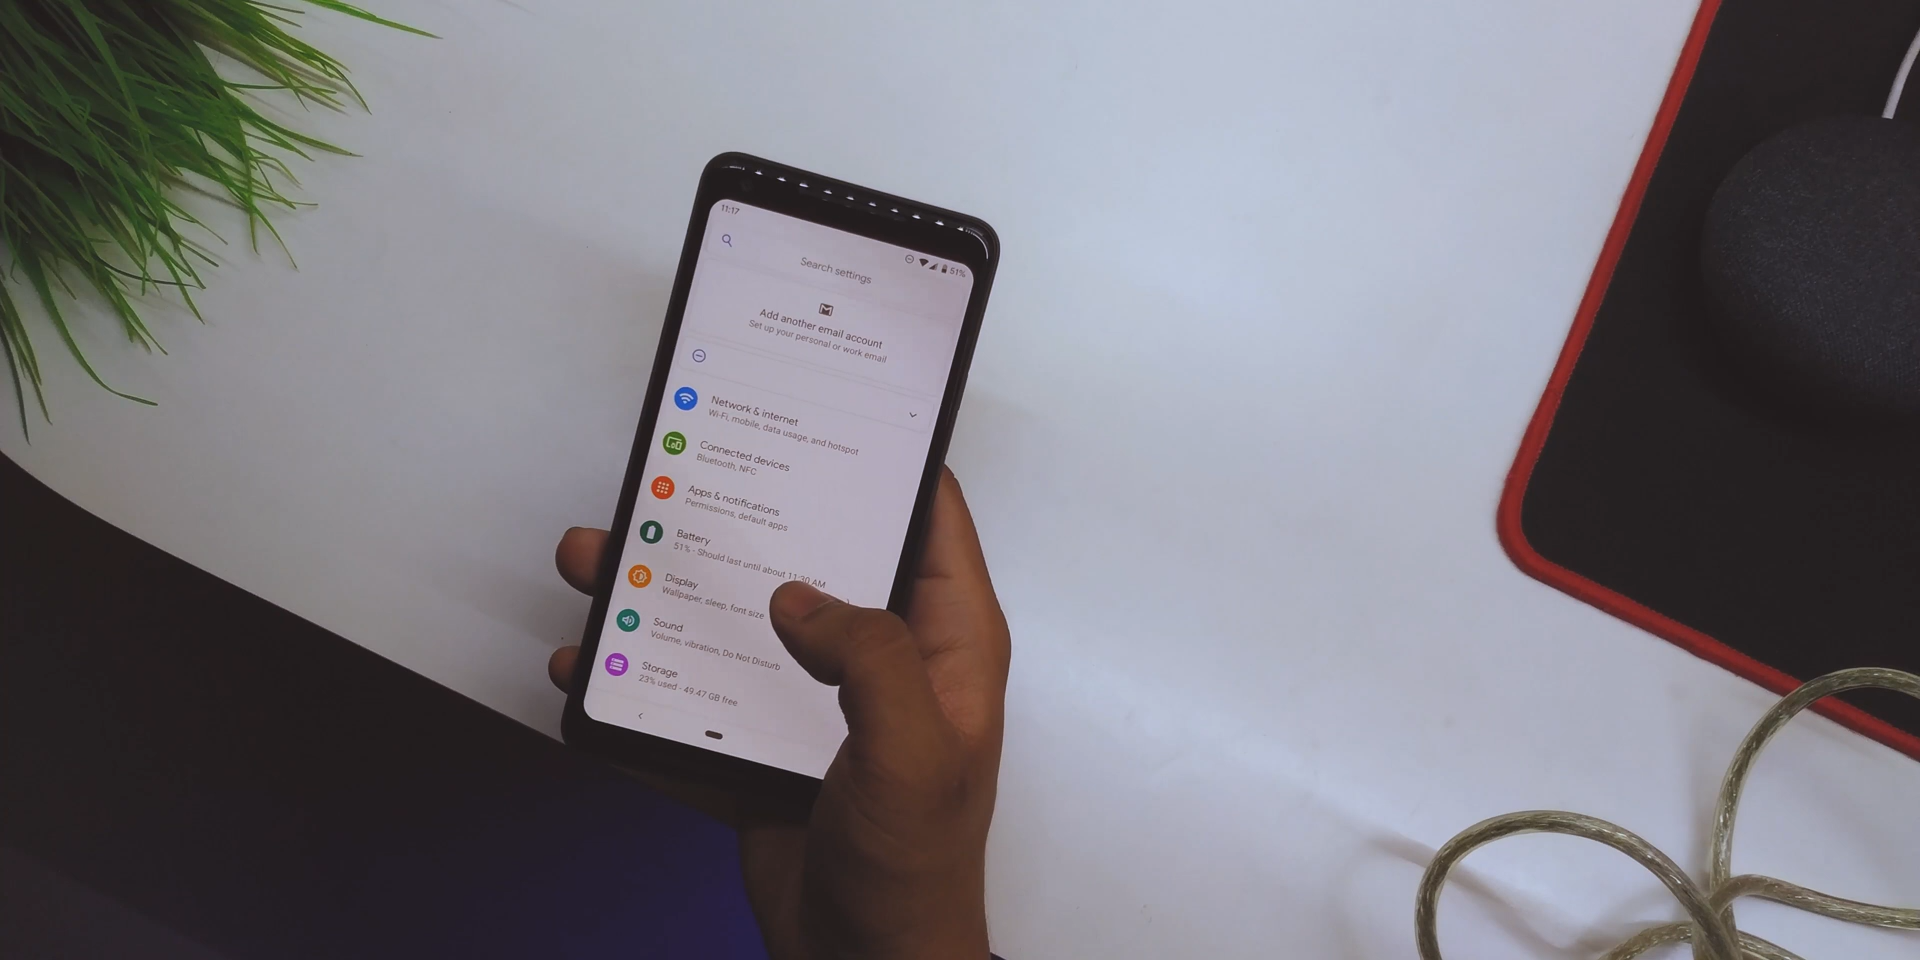 11:17
51%
Search settings
Add another email account
Set up your personal or work email
Network & internet
Wi-Fi, mobile, data usage, and hotspot
Connected devices
Bluetooth, NFC
Apps & notifications
Permissions, default apps
Battery
51% - Should last until about 11:30 AM
Display
Wallpaper, sleep, font size
Sound
Volume, vibration, Do Not Disturb
Storage
23% used - 49.47 GB free